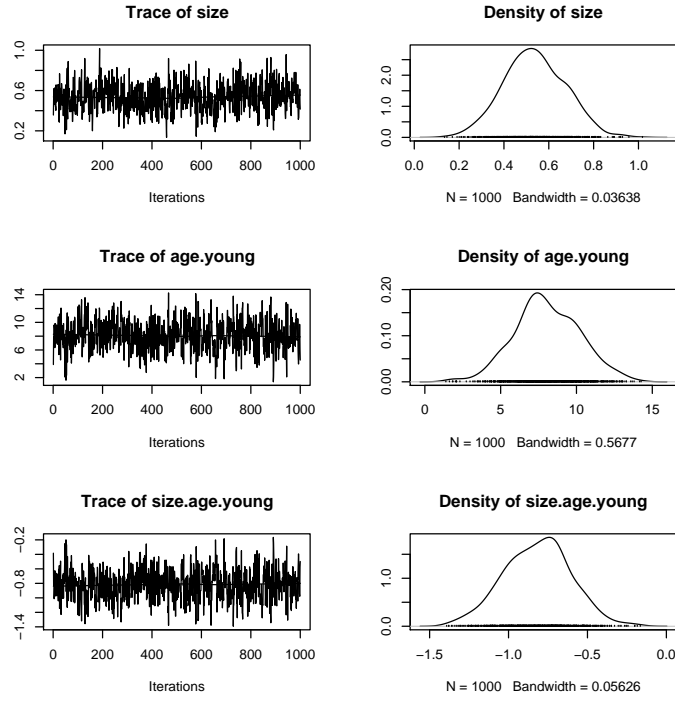 Trace of size
1.0
0.6
0.2
0 200 400 600 800 1000
Iterations
Density of size
2.0
1.0
0.0
0.0 0.2 0.4 0.6 0.8 1.0
N = 1000 Bandwidth = 0.03638
Trace of age.young
14
10
6
2
0 200 400 600 800 1000
Iterations
Density of age.young
0.20
0.10
0.00
0 5 10 15
N = 1000 Bandwidth = 0.5677
Trace of size.age.young
−0.2
−0.8
−1.4
0 200 400 600 800 1000
Iterations
Density of size.age.young
1.0
0.0
−1.5 −1.0 −0.5 0.0
N = 1000 Bandwidth = 0.05626